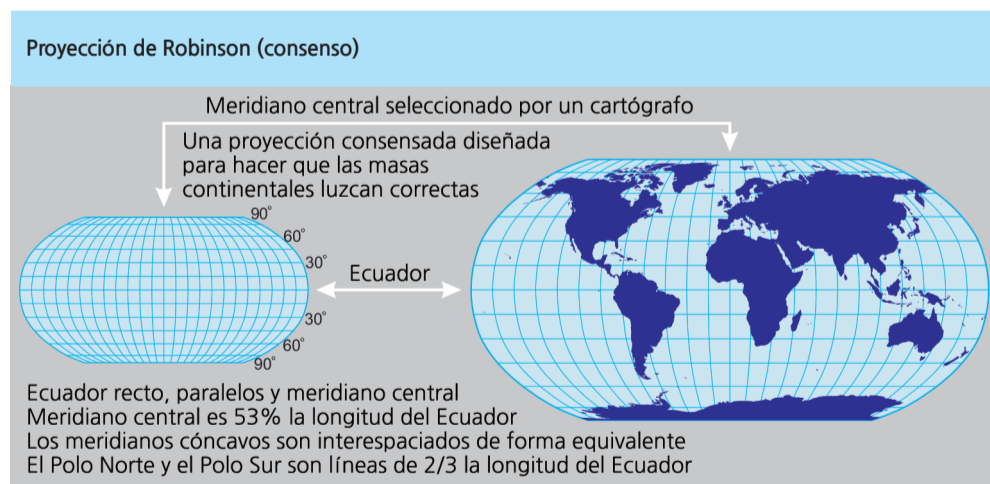 Proyección de Robinson (consenso)
Meridiano central seleccionado por un cartógrafo
Una proyección consensada diseñada
para hacer que las masas
continentales luzcan correctas
90°
60°
30°
Ecuador
30°
60°
90°
Ecuador recto, paralelos y meridiano central
Meridiano central es 53% la longitud del Ecuador
Los meridianos cóncavos son interespaciados de forma equivalente
El Polo Norte y el Polo Sur son líneas de 2/3 la longitud del Ecuador